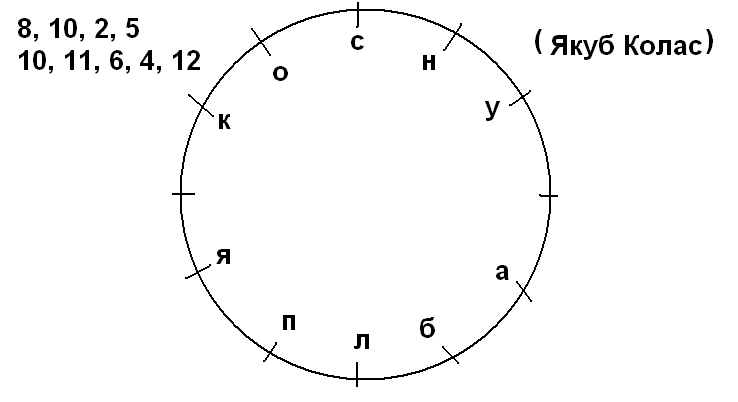 8, 10, 2, 5
10, 11, 6, 4, 12
( Якуб Колас)
с
н
о
у
к
я
а
п
б
л